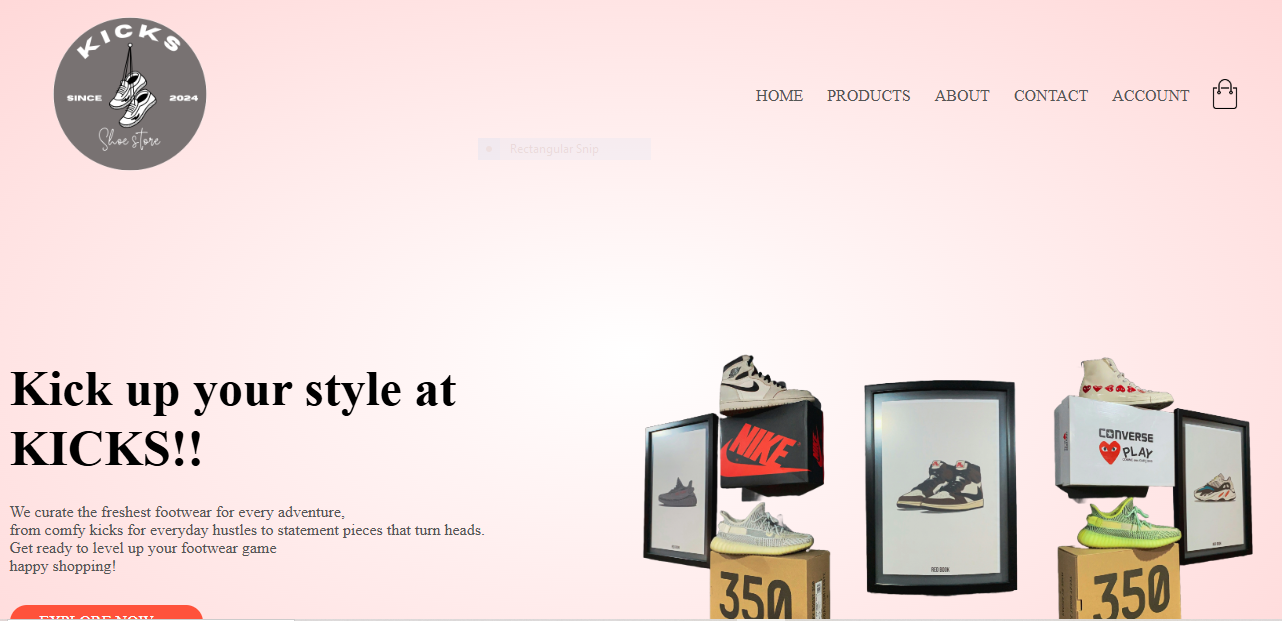 KICKS
SINCE 2024
Shoe store
HOME PRODUCTS ABOUT CONTACT ACCOUNT
Rectangular Snip
Kick up your style at
KICKS!!
We curate the freshest footwear for every adventure,
from comfy kicks for everyday hustles to statement pieces that turn heads.
Get ready to level up your footwear game
happy shopping!
EXPLORE NOW
NIKE
CONVERSE
PLAY
RED BOOK
350
350